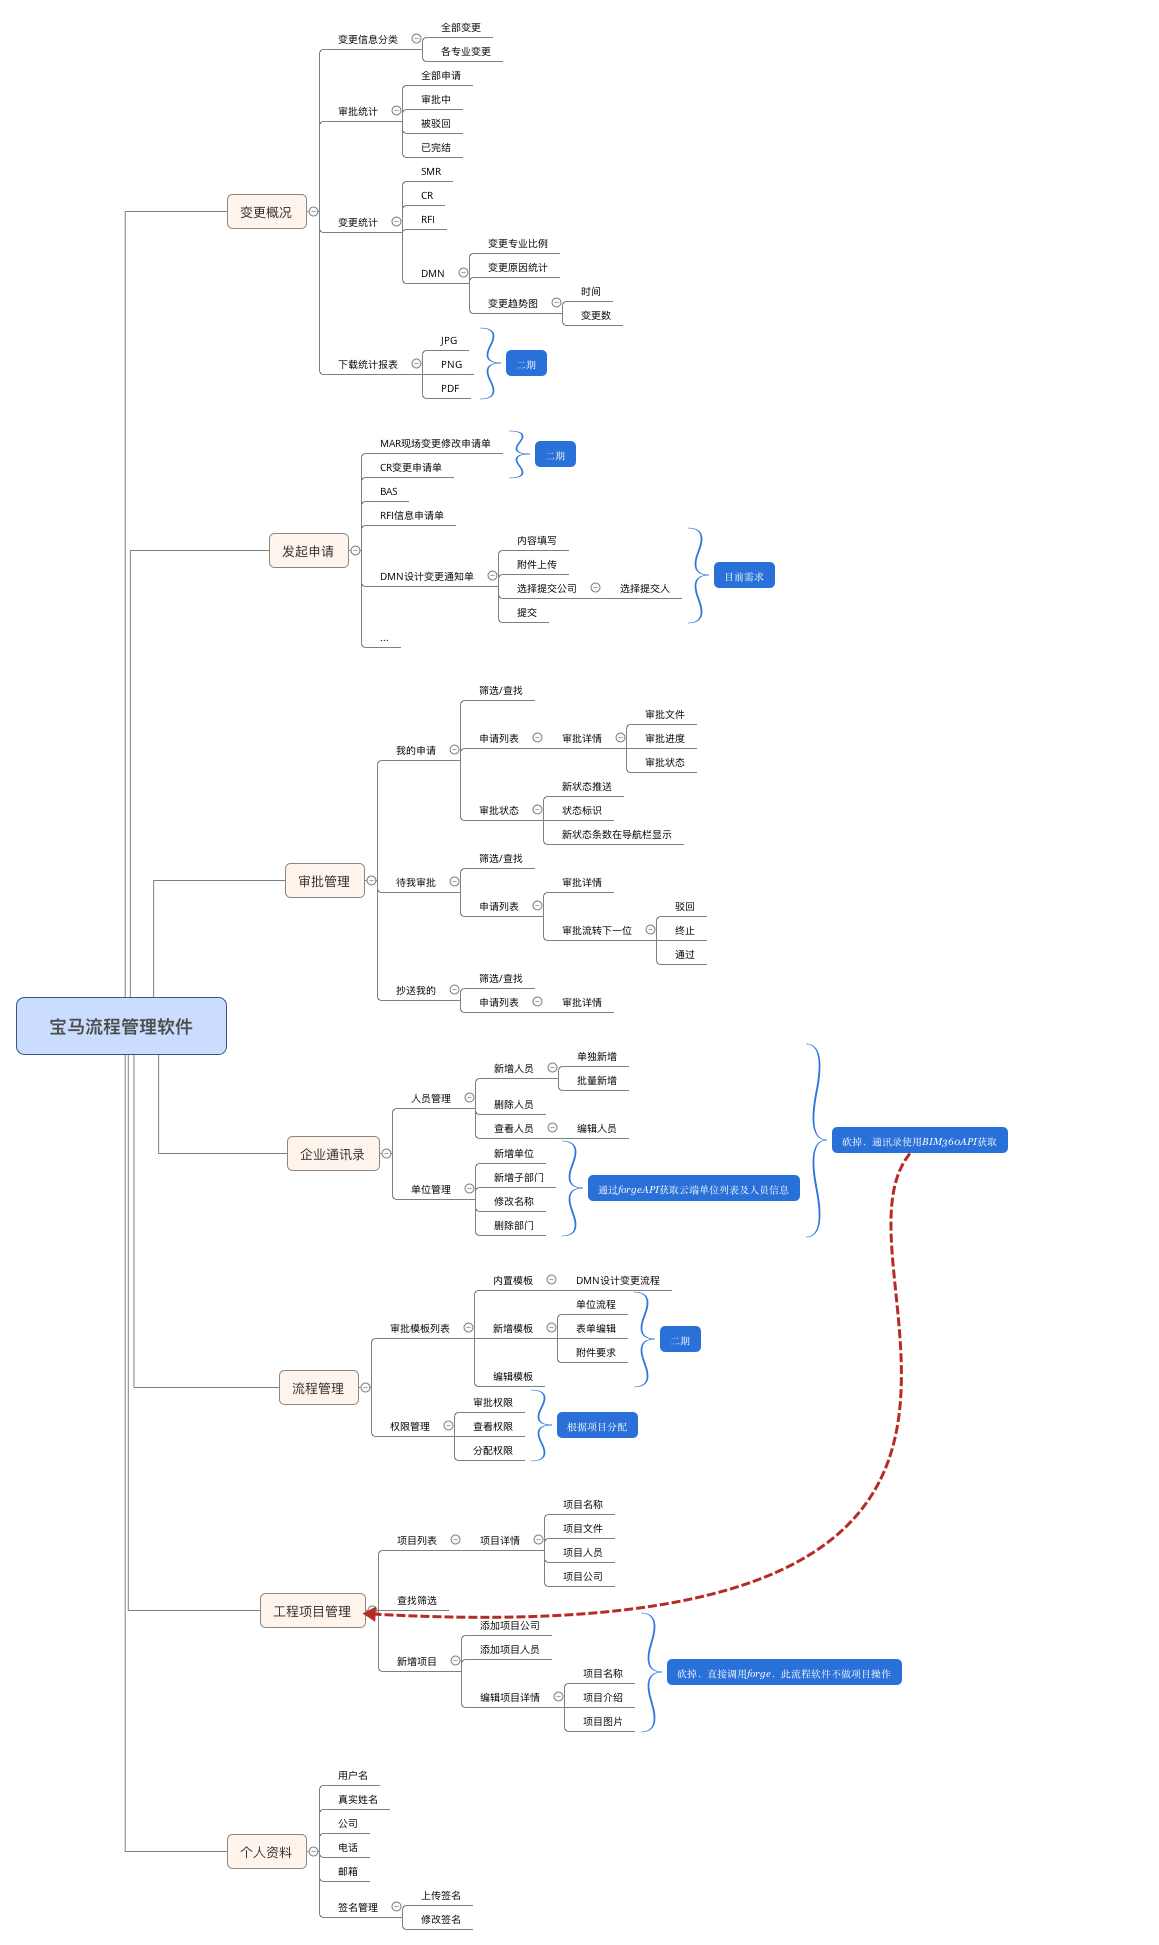 宝马流程管理软件
变更概况
变更信息分类
全部变更
各专业变更
审批统计
全部申请
审批中
被驳回
已完结
变更统计
SMR
CR
RFI
DMN
变更专业比例
变更原因统计
变更趋势图
时间
变更数
下载统计报表
JPG
PNG
PDF
二期
发起申请
MAR现场变更修改申请单
CR变更申请单
二期
BAS
RFI信息申请单
DMN设计变更通知单
内容填写
附件上传
选择提交公司
选择提交人
提交
目前需求
...
审批管理
我的申请
筛选/查找
申请列表
审批详情
审批文件
审批进度
审批状态
审批状态
新状态推送
状态标识
新状态条数在导航栏显示
待我审批
筛选/查找
申请列表
审批详情
审批流转下一位
驳回
终止
通过
抄送我的
筛选/查找
申请列表
审批详情
企业通讯录
人员管理
新增人员
单独新增
批量新增
删除人员
查看人员
编辑人员
单位管理
新增单位
新增子部门
修改名称
删除部门
通过forgeAPI获取云端单位列表及人员信息
砍掉，通讯录使用BIM360API获取
流程管理
审批模板列表
内置模板
DMN设计变更流程
新增模板
单位流程
表单编辑
附件要求
编辑模板
二期
权限管理
审批权限
查看权限
分配权限
根据项目分配
工程项目管理
项目列表
项目详情
项目名称
项目文件
项目人员
项目公司
查找筛选
新增项目
添加项目公司
添加项目人员
编辑项目详情
项目名称
项目介绍
项目图片
砍掉，直接调用forge，此流程软件不做项目操作
个人资料
用户名
真实姓名
公司
电话
邮箱
签名管理
上传签名
修改签名